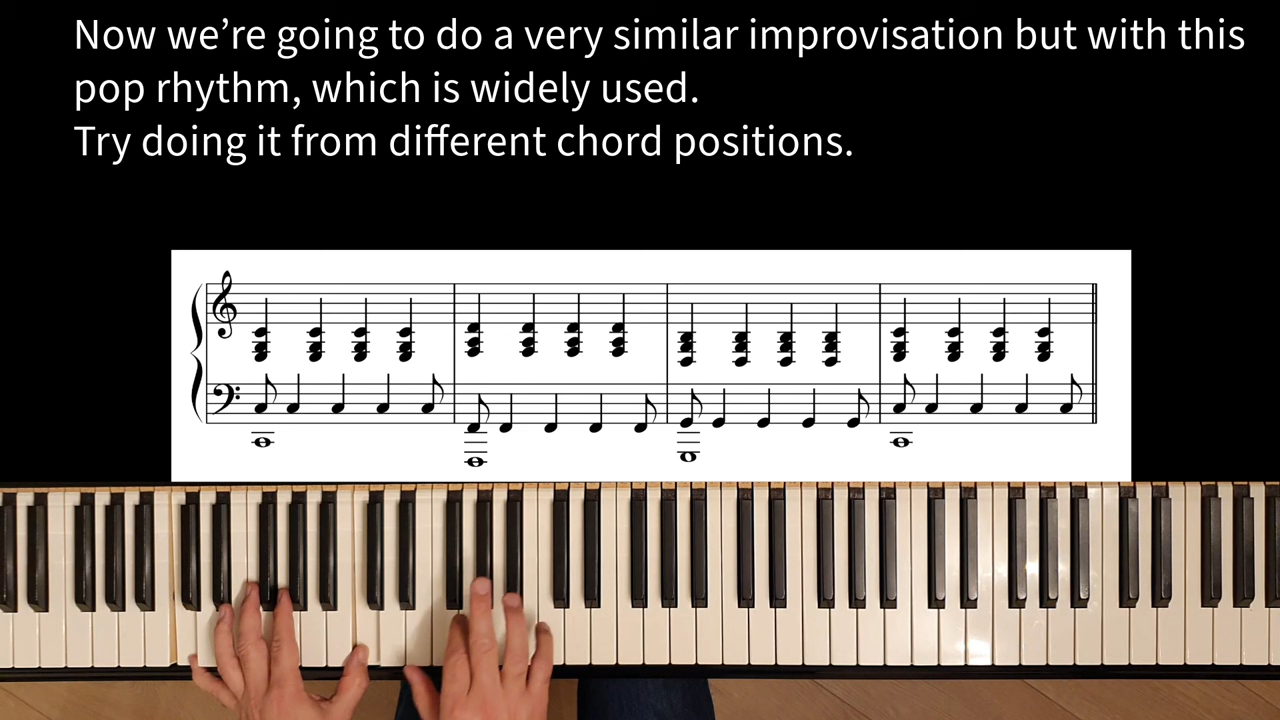 Now we’re going to do a very similar improvisation but with this
pop rhythm, which is widely used.
Try doing it from different chord positions.